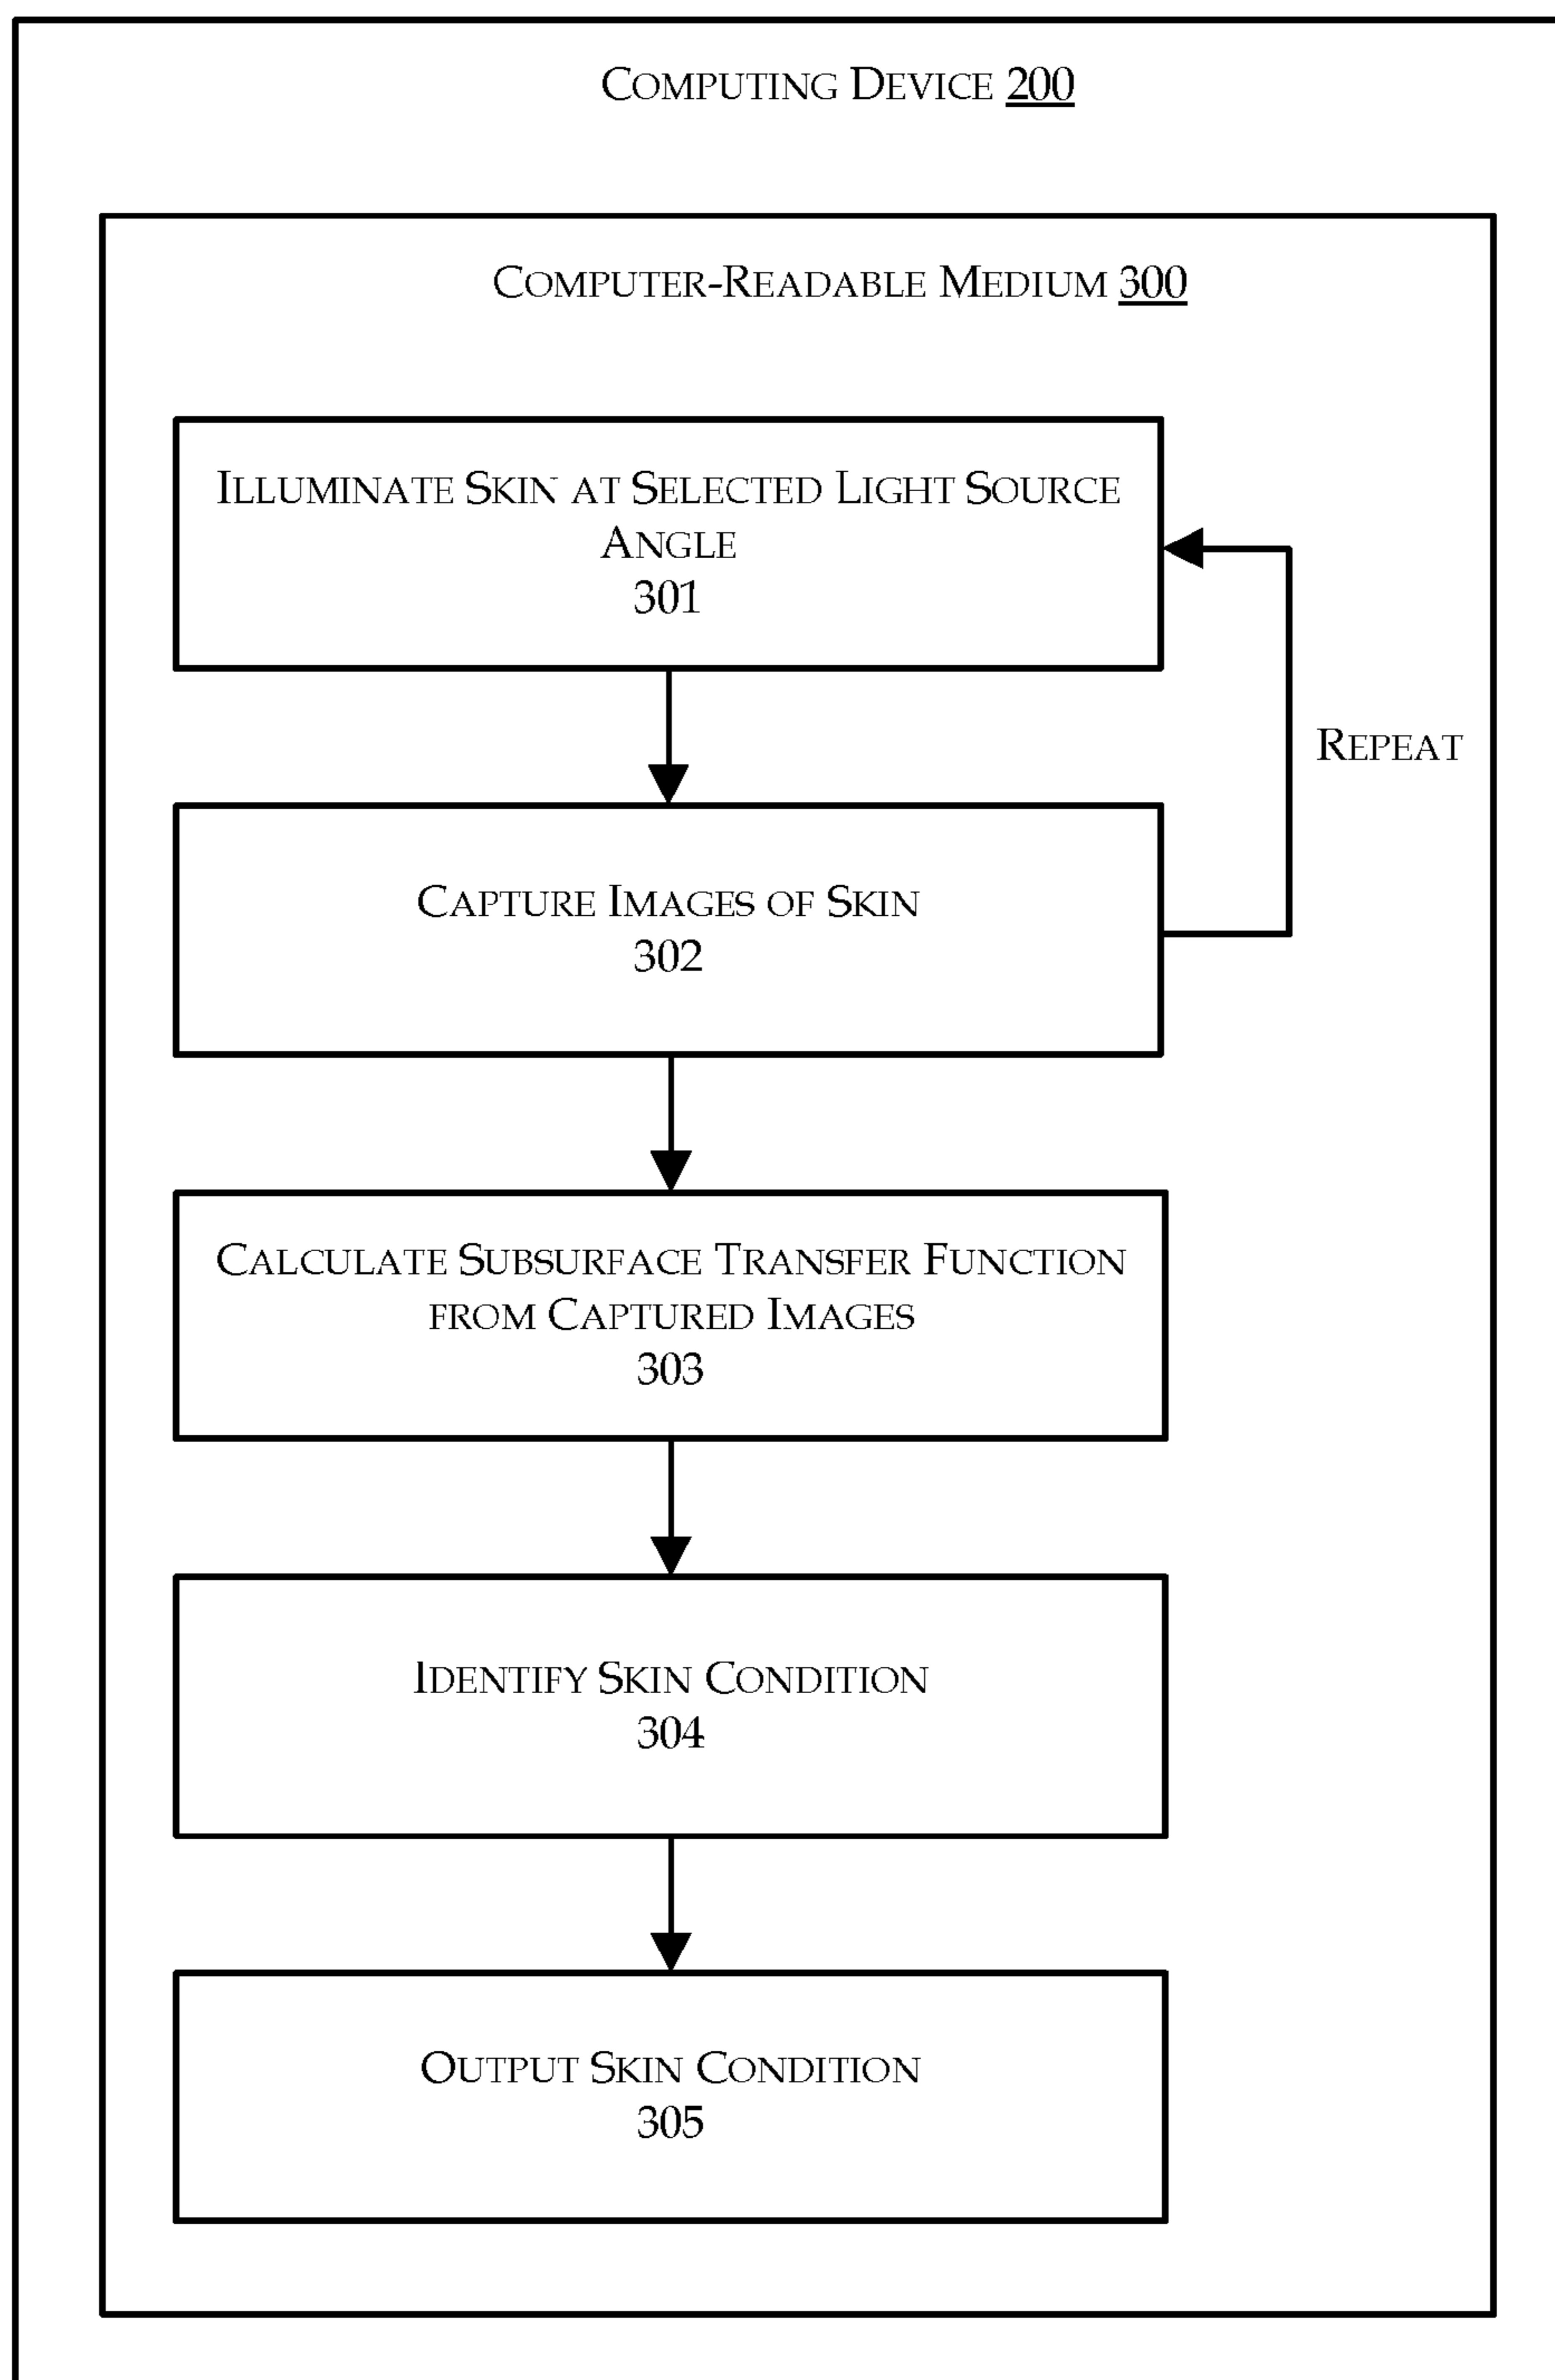 Computing Device 200
Computer-Readable Medium 300
Illuminate Skin at Selected Light Source
Angle
301
Repeat
Capture Images of Skin
302
Calculate Subsurface Transfer Function
from Captured Images
303
Identify Skin Condition
304
Output Skin Condition
305